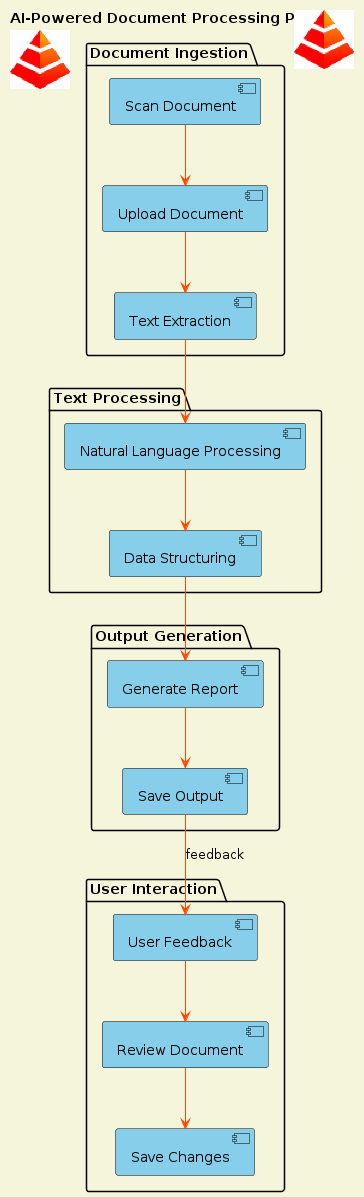 AI-Powered Document Processing P
Document Ingestion
Scan Document
Upload Document
Text Extraction
Text Processing
Natural Language Processing
Data Structuring
Output Generation
Generate Report
Save Output
feedback
User Interaction
User Feedback
Review Document
Save Changes